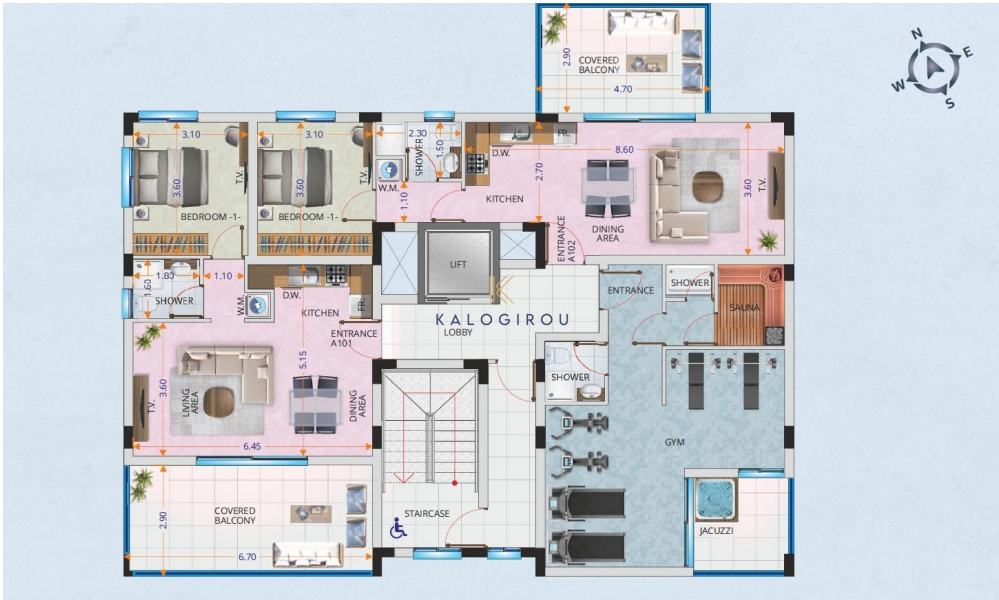 N
E
W
S
2.90
COVERED
BALCONY
4.70
3.10
3.60
T.V.
BEDROOM -1-
3.10
3.60
T.V.
BEDROOM -1-
2.30
SHOWER
1.50
W.M.
1.10
D.W.
FR.
8.60
2.70
KITCHEN
DINING
AREA
3.60
T.V.
ENTRANCE
A102
LIFT
KALOGIROU
LOBBY
1.80
1.60
SHOWER
1.10
W.M.
D.W.
KITCHEN
FR.
ENTRANCE
A101
5.15
3.60
T.V.
LIVING
AREA
DINING
AREA
6.45
2.90
COVERED
BALCONY
6.70
STAIRCASE
ENTRANCE
SHOWER
SAUNA
SHOWER
GYM
JACUZZI